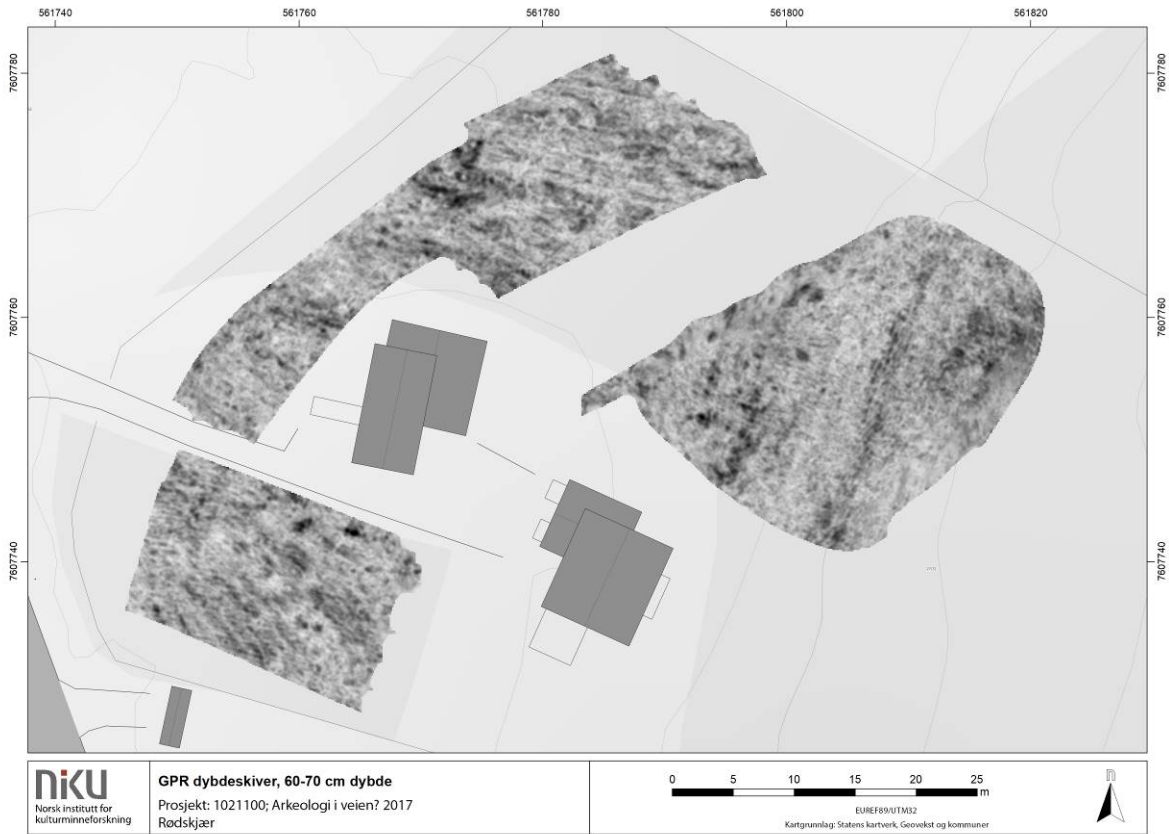 561740 561760 561780 561800 561820
7607780 7607780
7607760 7607760
7607740 7607740
niku
Norsk institutt for
kulturminneforskning
GPR dybdeskiver, 60-70 cm dybde
Prosjekt: 1021100; Arkeologi i veien? 2017
Rødskjær
0 5 10 15 20 25
m
EUREF89/UTM32
Kartgrunnlag: Statens kartverk, Geovekst og kommuner
n